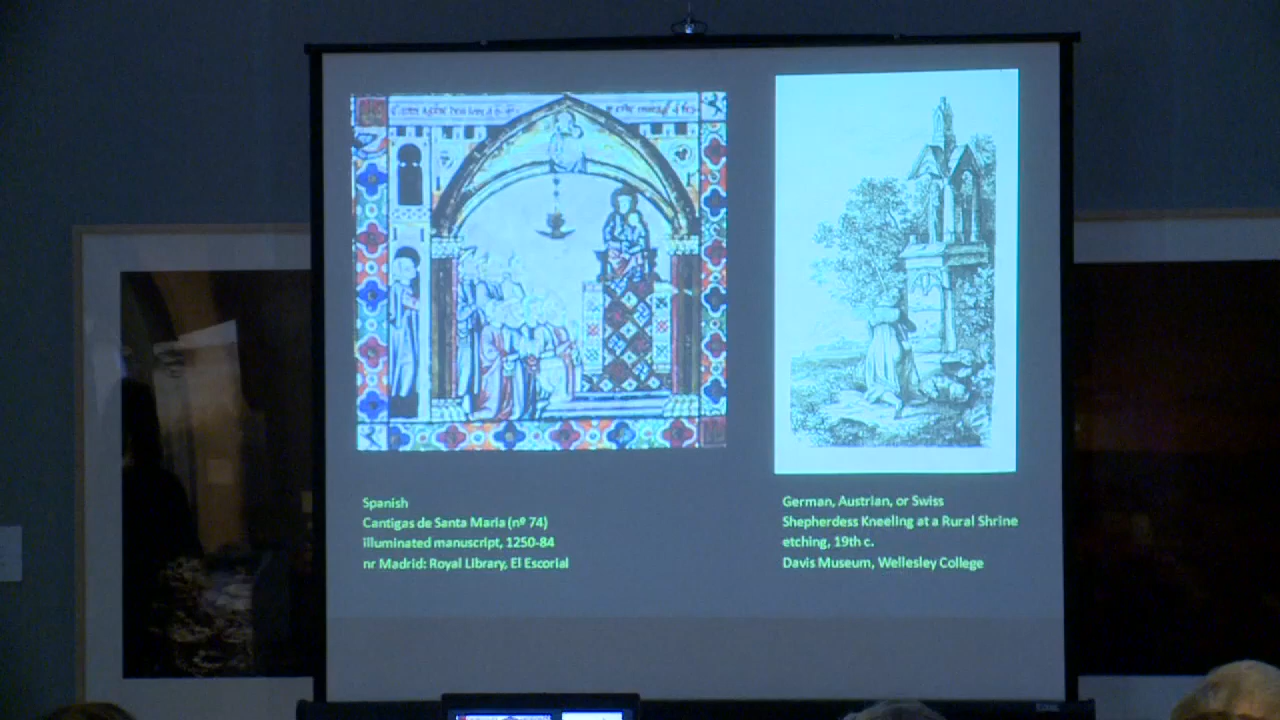 Spanish
Cantigas de Santa Maria (nº 74)
illuminated manuscript, 1250-84
nr Madrid: Royal Library, El Escorial
German, Austrian, or Swiss
Shepherdess Kneeling at a Rural Shrine
etching, 19th c.
Davis Museum, Wellesley College